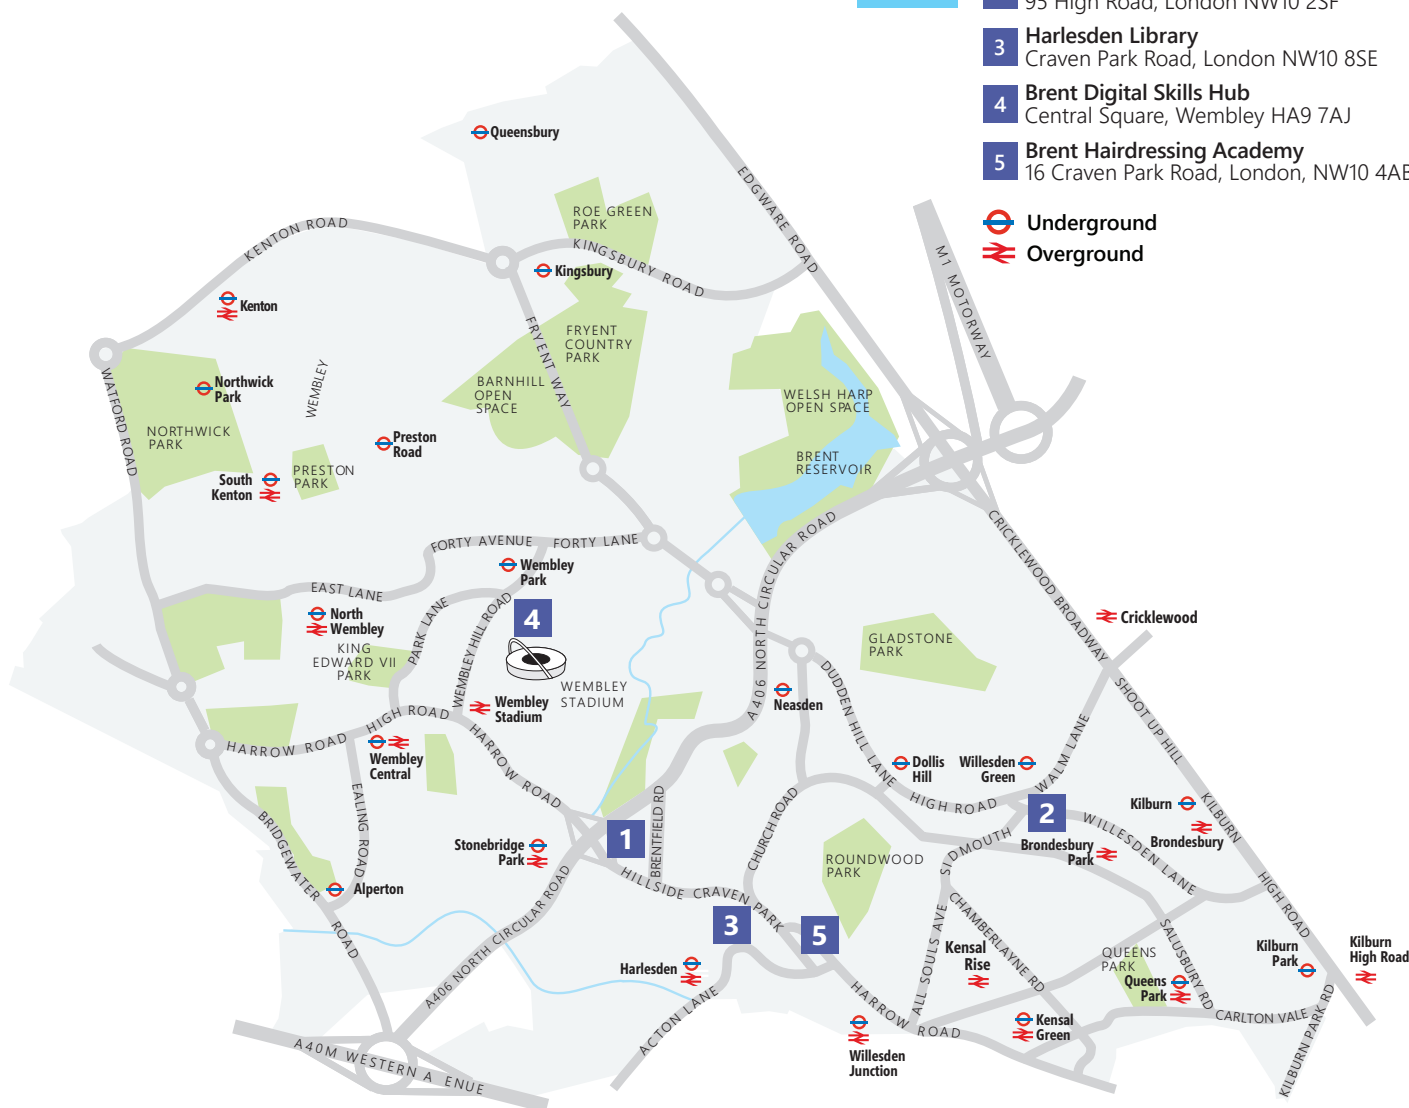 95 High Road, London NW10 2SF
3 Harlesden Library
Craven Park Road, London NW10 8SE
4 Brent Digital Skills Hub
Central Square, Wembley HA9 7AJ
5 Brent Hairdressing Academy
16 Craven Park Road, London, NW10 4AB
Underground
Overground
Queensbury
EDGWARE ROAD
ROE GREEN
PARK
KENTON ROAD
KINGSBURY ROAD
Kingsbury
M1 MOTORWAY
Kenton
FRYENT WAY
FRYENT
COUNTRY
PARK
WATFORD ROAD
Northwick
Park
WEMBLEY
BARNHILL
OPEN
SPACE
WELSH HARP
OPEN SPACE
NORTHWICK
PARK
Preston
Road
BRENT
RESERVOIR
South
Kenton
PRESTON
PARK
CRICKLEWOOD BROADWAY
FORTY AVENUE
FORTY LANE
Wembley
Park
A406 NORTH CIRCULAR ROAD
EAST LANE
North
Wembley
PARK LANE
WEMBLEY HILL ROAD
4
Cricklewood
GLADSTONE
PARK
KING
EDWARD VII
PARK
WEMBLEY
STADIUM
Wembley
Stadium
Neasden
DUDDEN HILL LANE
SHOOT UP HILL
HARROW ROAD
HIGH ROAD
HARROW ROAD
Wembley
Central
Dollis
Hill
Willesden
Green
WALM LANE
HIGH ROAD
EALING ROAD
BRENTFIELD RD
CHURCH ROAD
2
Kilburn
KILBURN
HIGH ROAD
BRIDGEWATER
ROAD
1
Stonebridge
Park
SIDMOUTH
WILLESDEN LANE
Brondesbury
Brondesbury
Park
ROUNDWOOD
PARK
Alperton
HILLSIDE CRAVEN PARK
3
5
ALL SOULS AVE
CHAMBERLAYNE RD
SALUSBURY RD
Kensal
Rise
QUEENS
PARK
Queens
Park
Kilburn
Park
Kilburn
High Road
A406 NORTH CIRCULAR ROAD
Harlesden
ACTON LANE
HARROW ROAD
Willesden
Junction
Kensal
Green
CARLTON VALE
KILBURN PARK RD
A40M WESTERN A ENUE